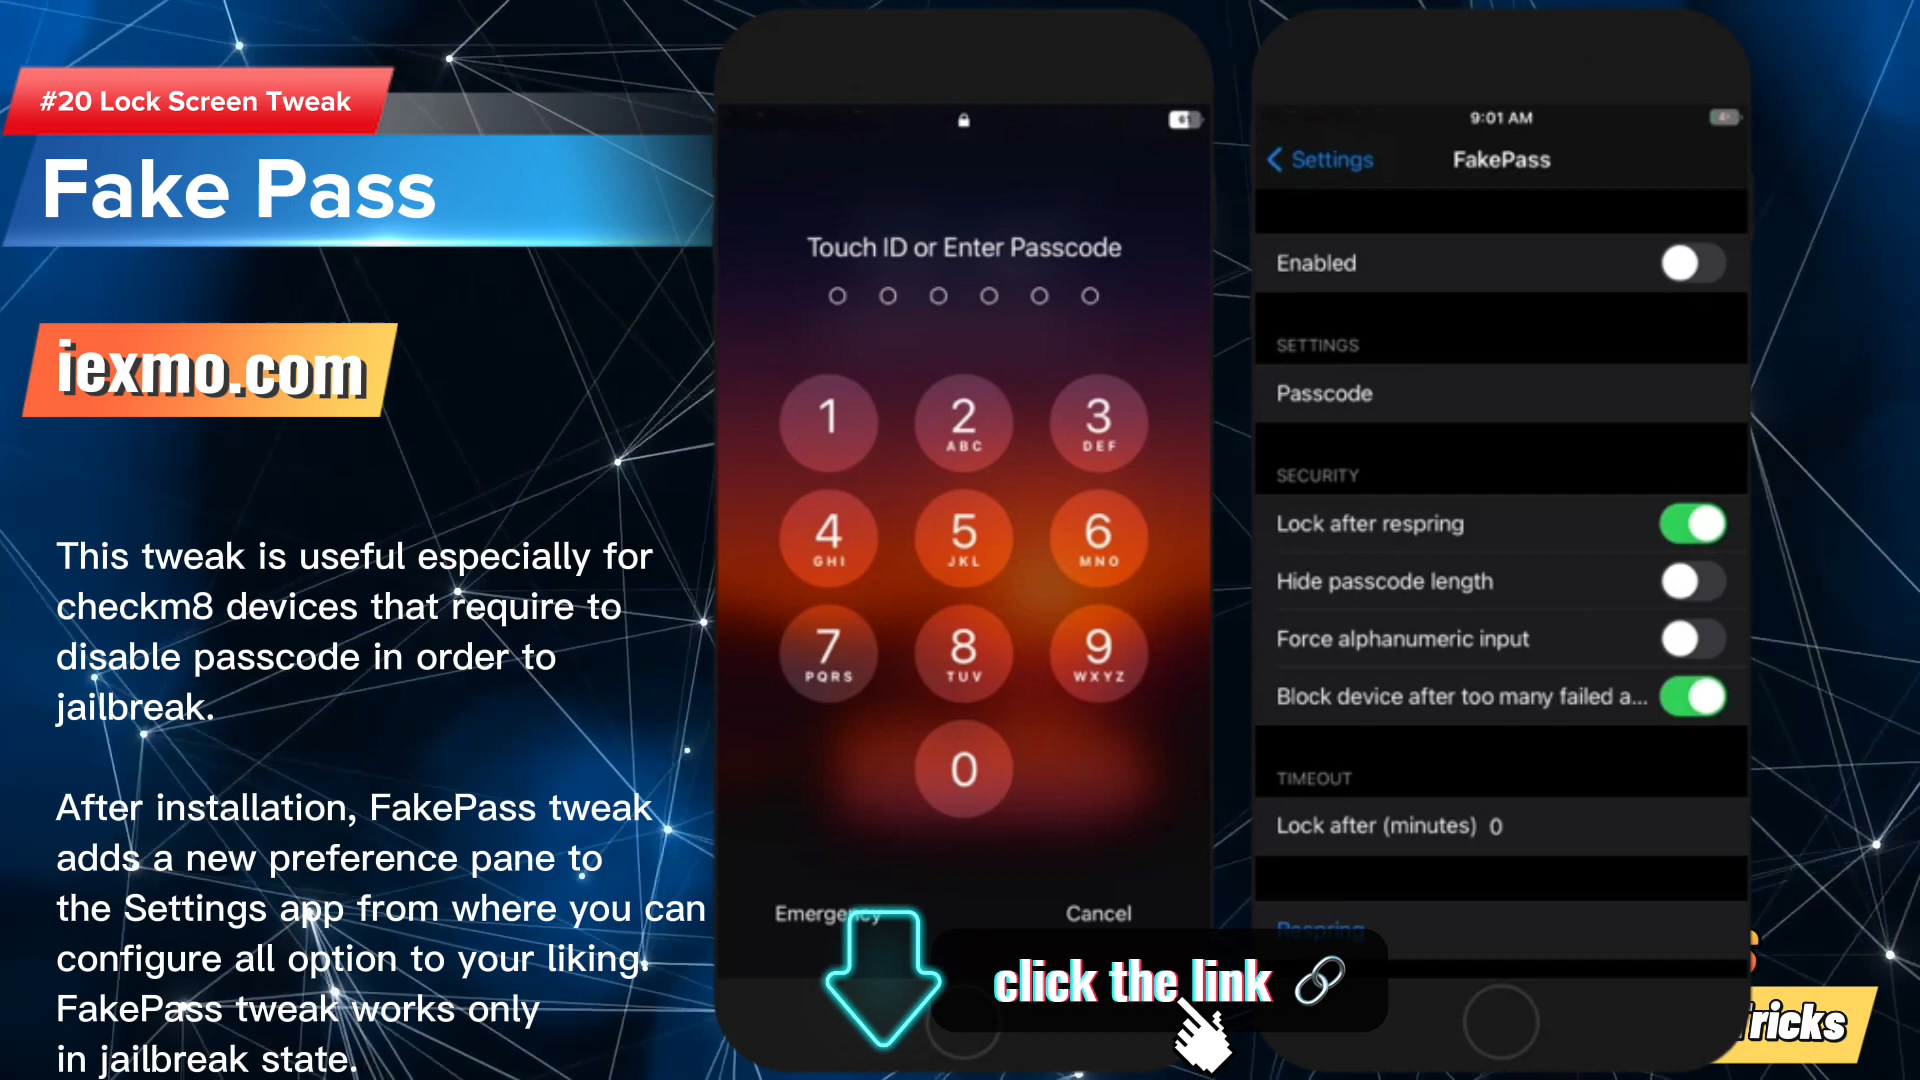 #20 Lock Screen Tweak
Fake Pass
iexmo.com
This tweak is useful especially for
checkm8 devices that require to
disable passcode in order to
jailbreak.
After installation, FakePass tweak
adds a new preference pane to
the Settings app from where you can
configure all option to your liking.
FakePass tweak works only
in jailbreak state.
Touch ID or Enter Passcode
1
2
ABC
3
DEF
4
GHI
5
JKL
6
MNO
7
PQRS
8
TUV
9
WXYZ
0
Emergency
Cancel
9:01 AM
Settings
FakePass
Enabled
SETTINGS
Passcode
SECURITY
Lock after respring
Hide passcode length
Force alphanumeric input
Block device after too many failed a...
TIMEOUT
Lock after (minutes) 0
Respring
click the link